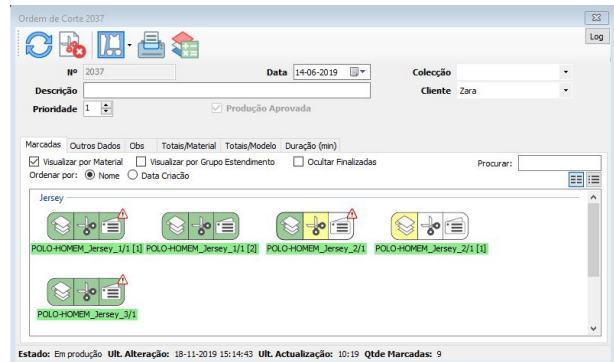 Ordem de Corte 2037
Log
Nº 2037 Data 14-06-2019 Colecção
Descrição Cliente Zara
Prioridade 1 Produção Aprovada
Marcadas Outros Dados Obs Totais/Material Totais/Modelo Duração (min)
Visualizar por Material Visualizar por Grupo Estendimento Ocultar Finalizadas Procurar:
Ordenar por: Nome Data Criacão
Jersey
POLO-HOMEM_Jersey_1/1 [1] POLO-HOMEM_Jersey_1/1 [2] POLO-HOMEM_Jersey_2/1 POLO-HOMEM_Jersey_2/1 [1]
POLO-HOMEM_Jersey_3/1
Estado: Em produção Ult. Alteração: 18-11-2019 15:14:43 Ult. Actualização: 10:19 Qtde Marcadas: 9